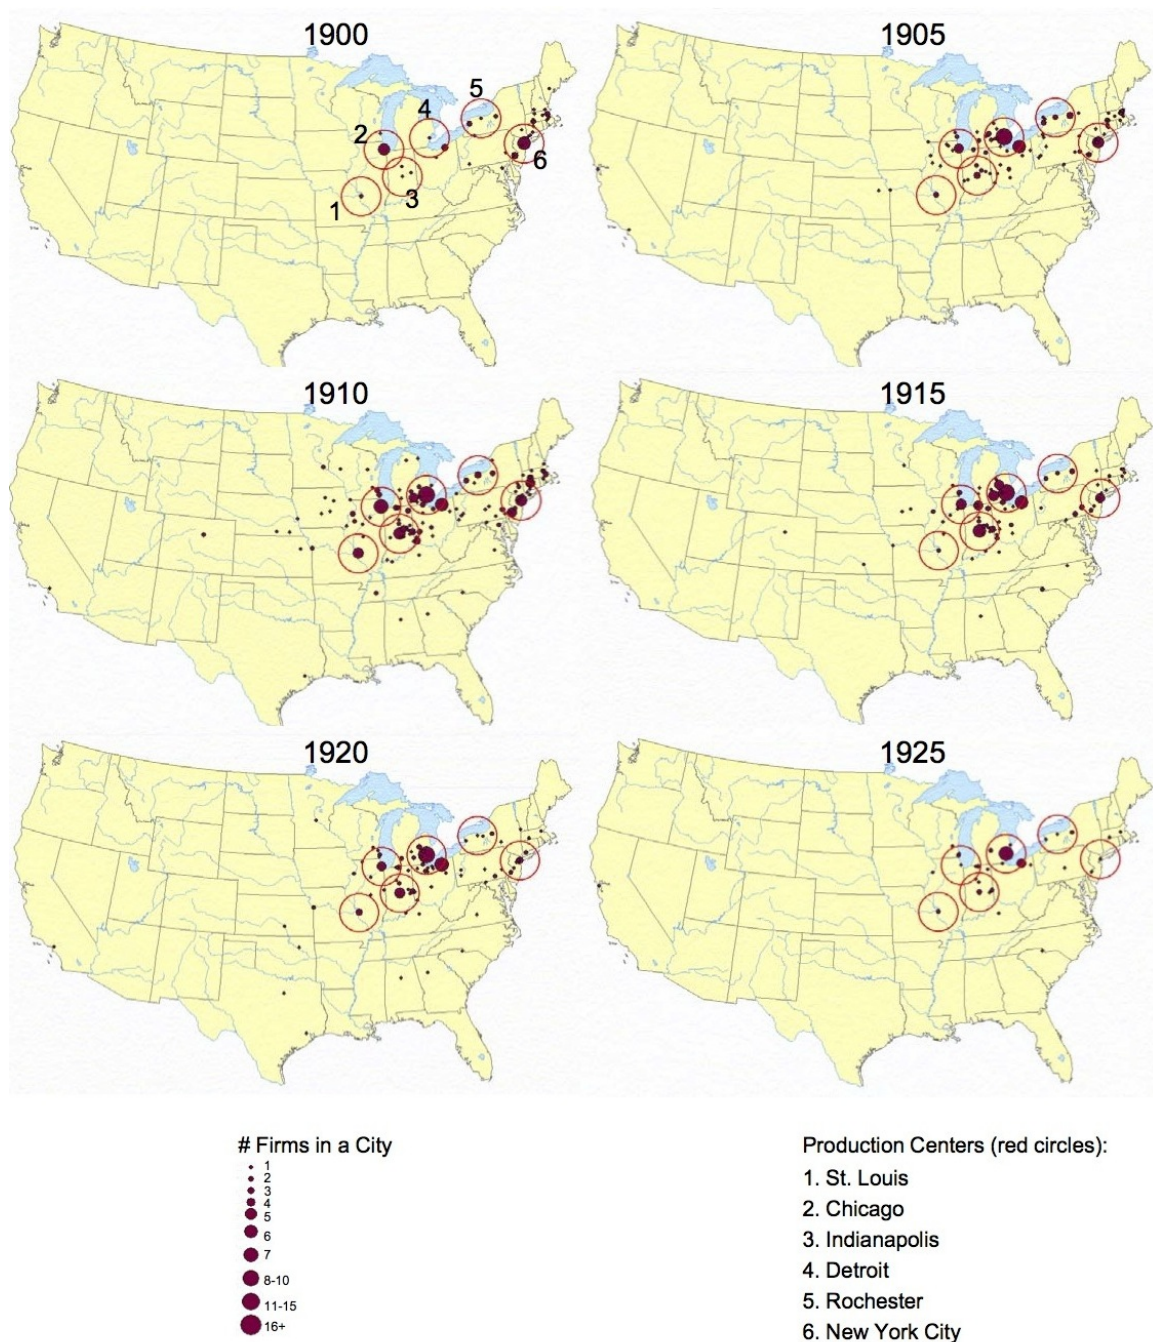 1900
1905
5
4
2
6
3
1
1910
1915
1920
1925
# Firms in a City
1
2
3
4
5
6
7
8-10
11-15
16+
Production Centers (red circles):
1. St. Louis
2. Chicago
3. Indianapolis
4. Detroit
5. Rochester
6. New York City